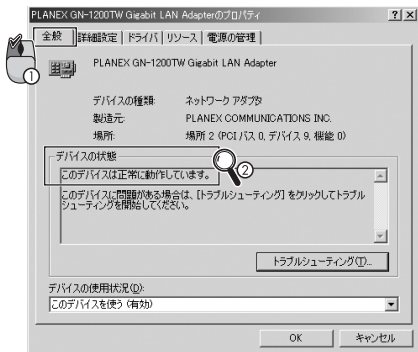 PLANEX GN-1200TW Gigabit LAN Adapterのプロパティ
? ×
全般 詳細設定 ドライバ リソース 電源の管理
①
PLANEX GN-1200TW Gigabit LAN Adapter
デバイスの種類: ネットワーク アダプタ
製造元: PLANEX COMMUNICATIONS INC.
場所: 場所 2 (PCI バス 0, デバイス 9, 機能 0)
デバイスの状態
このデバイスは正常に動作しています。
②
このデバイスに問題がある場合は、[トラブルシューティング] をクリックしてトラブル
シューティングを開始してください。
トラブルシューティング(T)...
デバイスの使用状況(D):
このデバイスを使う (有効)
OK キャンセル